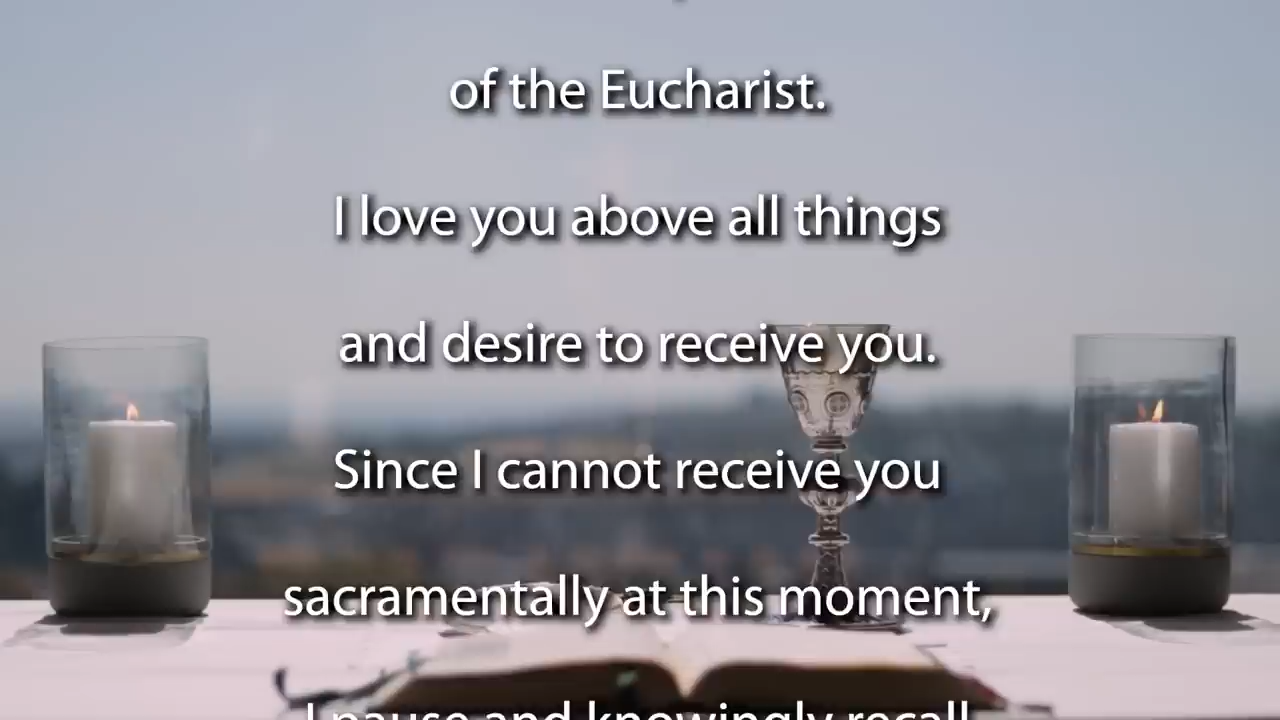 of the Eucharist.
I love you above all things
and desire to receive you.
Since I cannot receive you
sacramentally at this moment,
I pause and knowingly recall